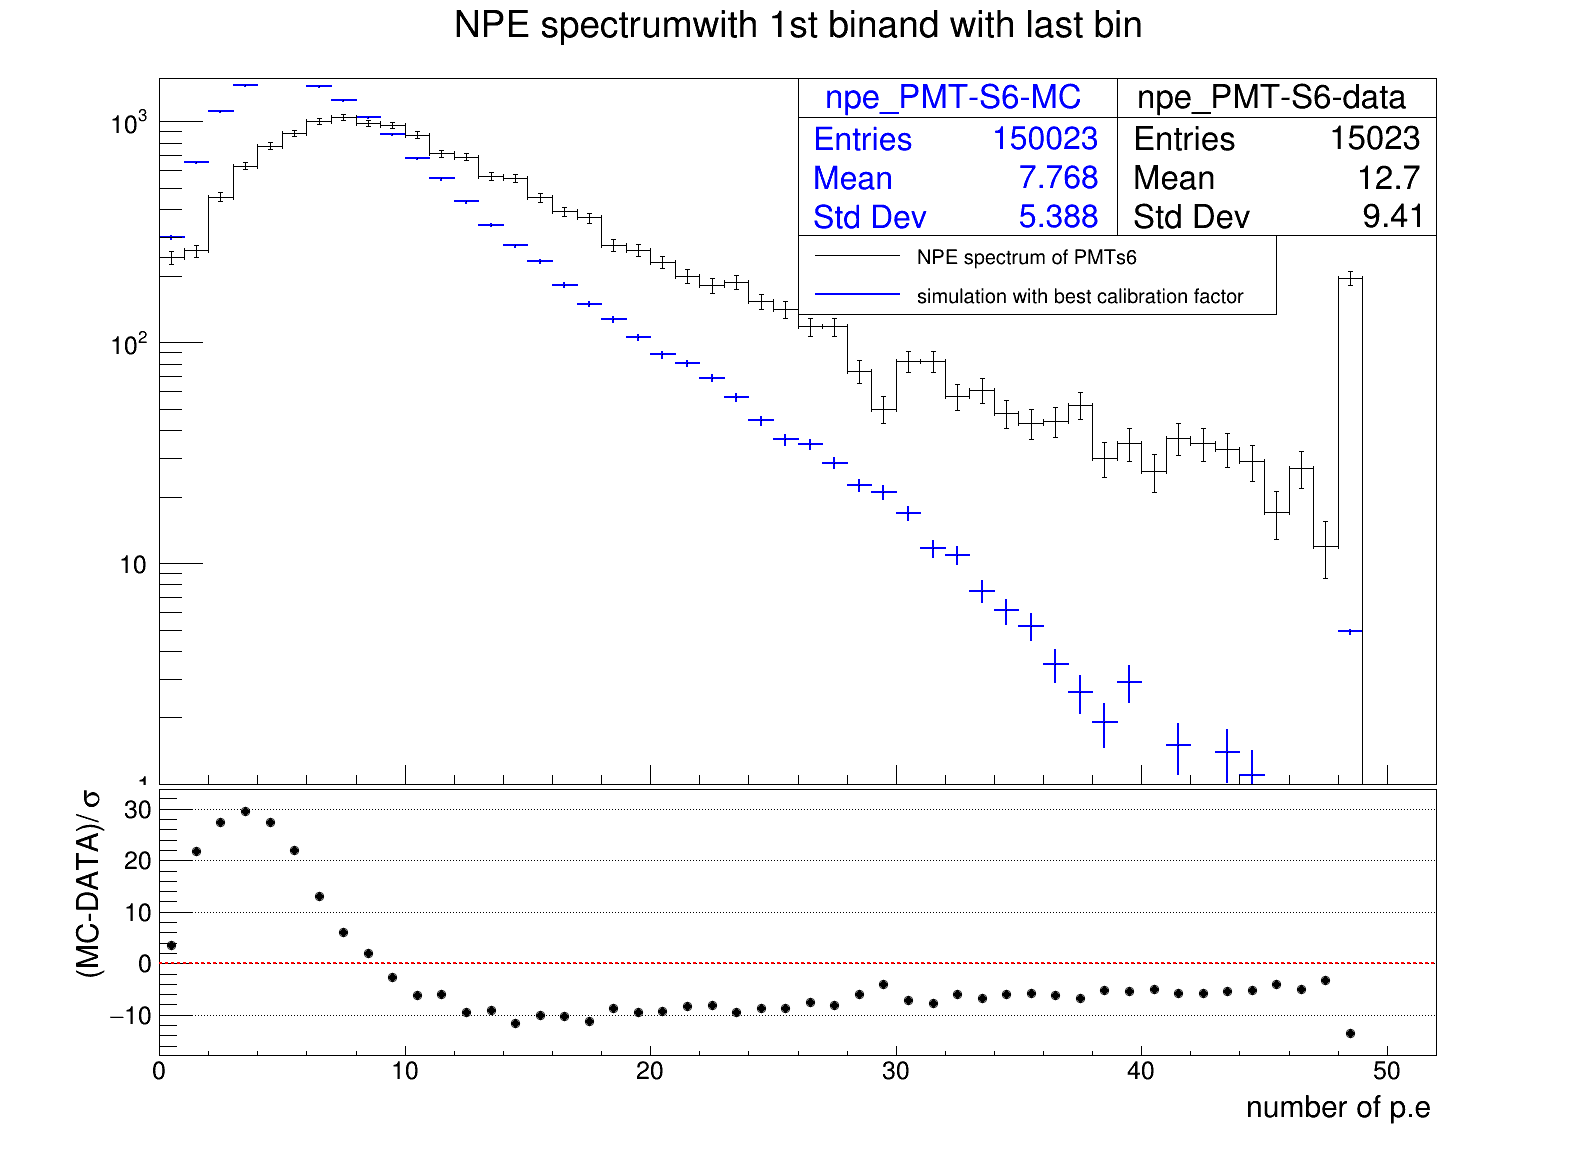 NPE spectrumwith 1st binand with last bin
npe_PMT-S6-MC
Entries 150023
Mean 7.768
Std Dev 5.388
npe_PMT-S6-data
Entries 15023
Mean 12.7
Std Dev 9.41
NPE spectrum of PMTs6
simulation with best calibration factor
10³
10²
10
1
(MC-DATA)/ σ
30
20
10
0
−10
0 10 20 30 40 50
number of p.e